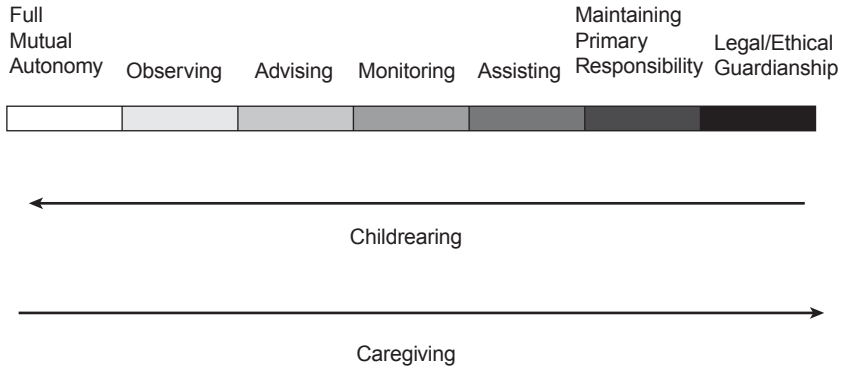 Full
Mutual
Autonomy
Observing
Advising
Monitoring
Assisting
Maintaining
Primary
Responsibility
Legal/Ethical
Guardianship
Childrearing
Caregiving